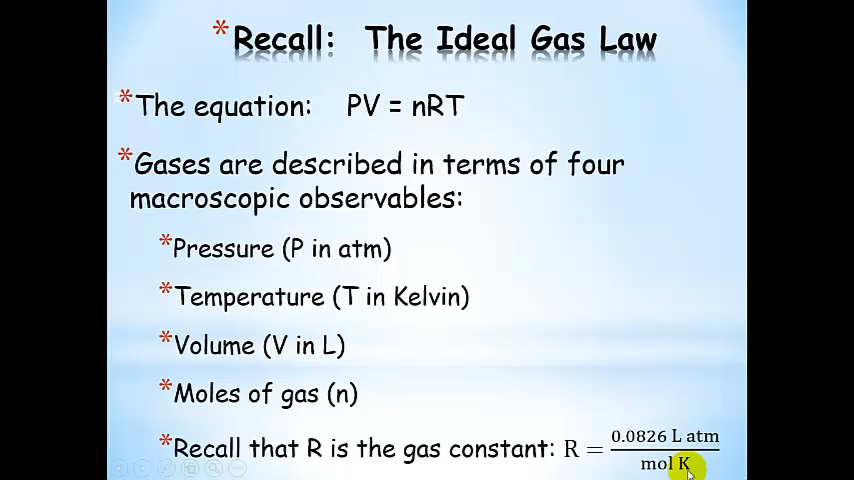 *Recall: The Ideal Gas Law
*The equation: PV = nRT
*Gases are described in terms of four
macroscopic observables:
*Pressure (P in atm)
*Temperature (T in Kelvin)
*Volume (V in L)
*Moles of gas (n)
*Recall that R is the gas constant: R = 0.0826 L atm
mol K